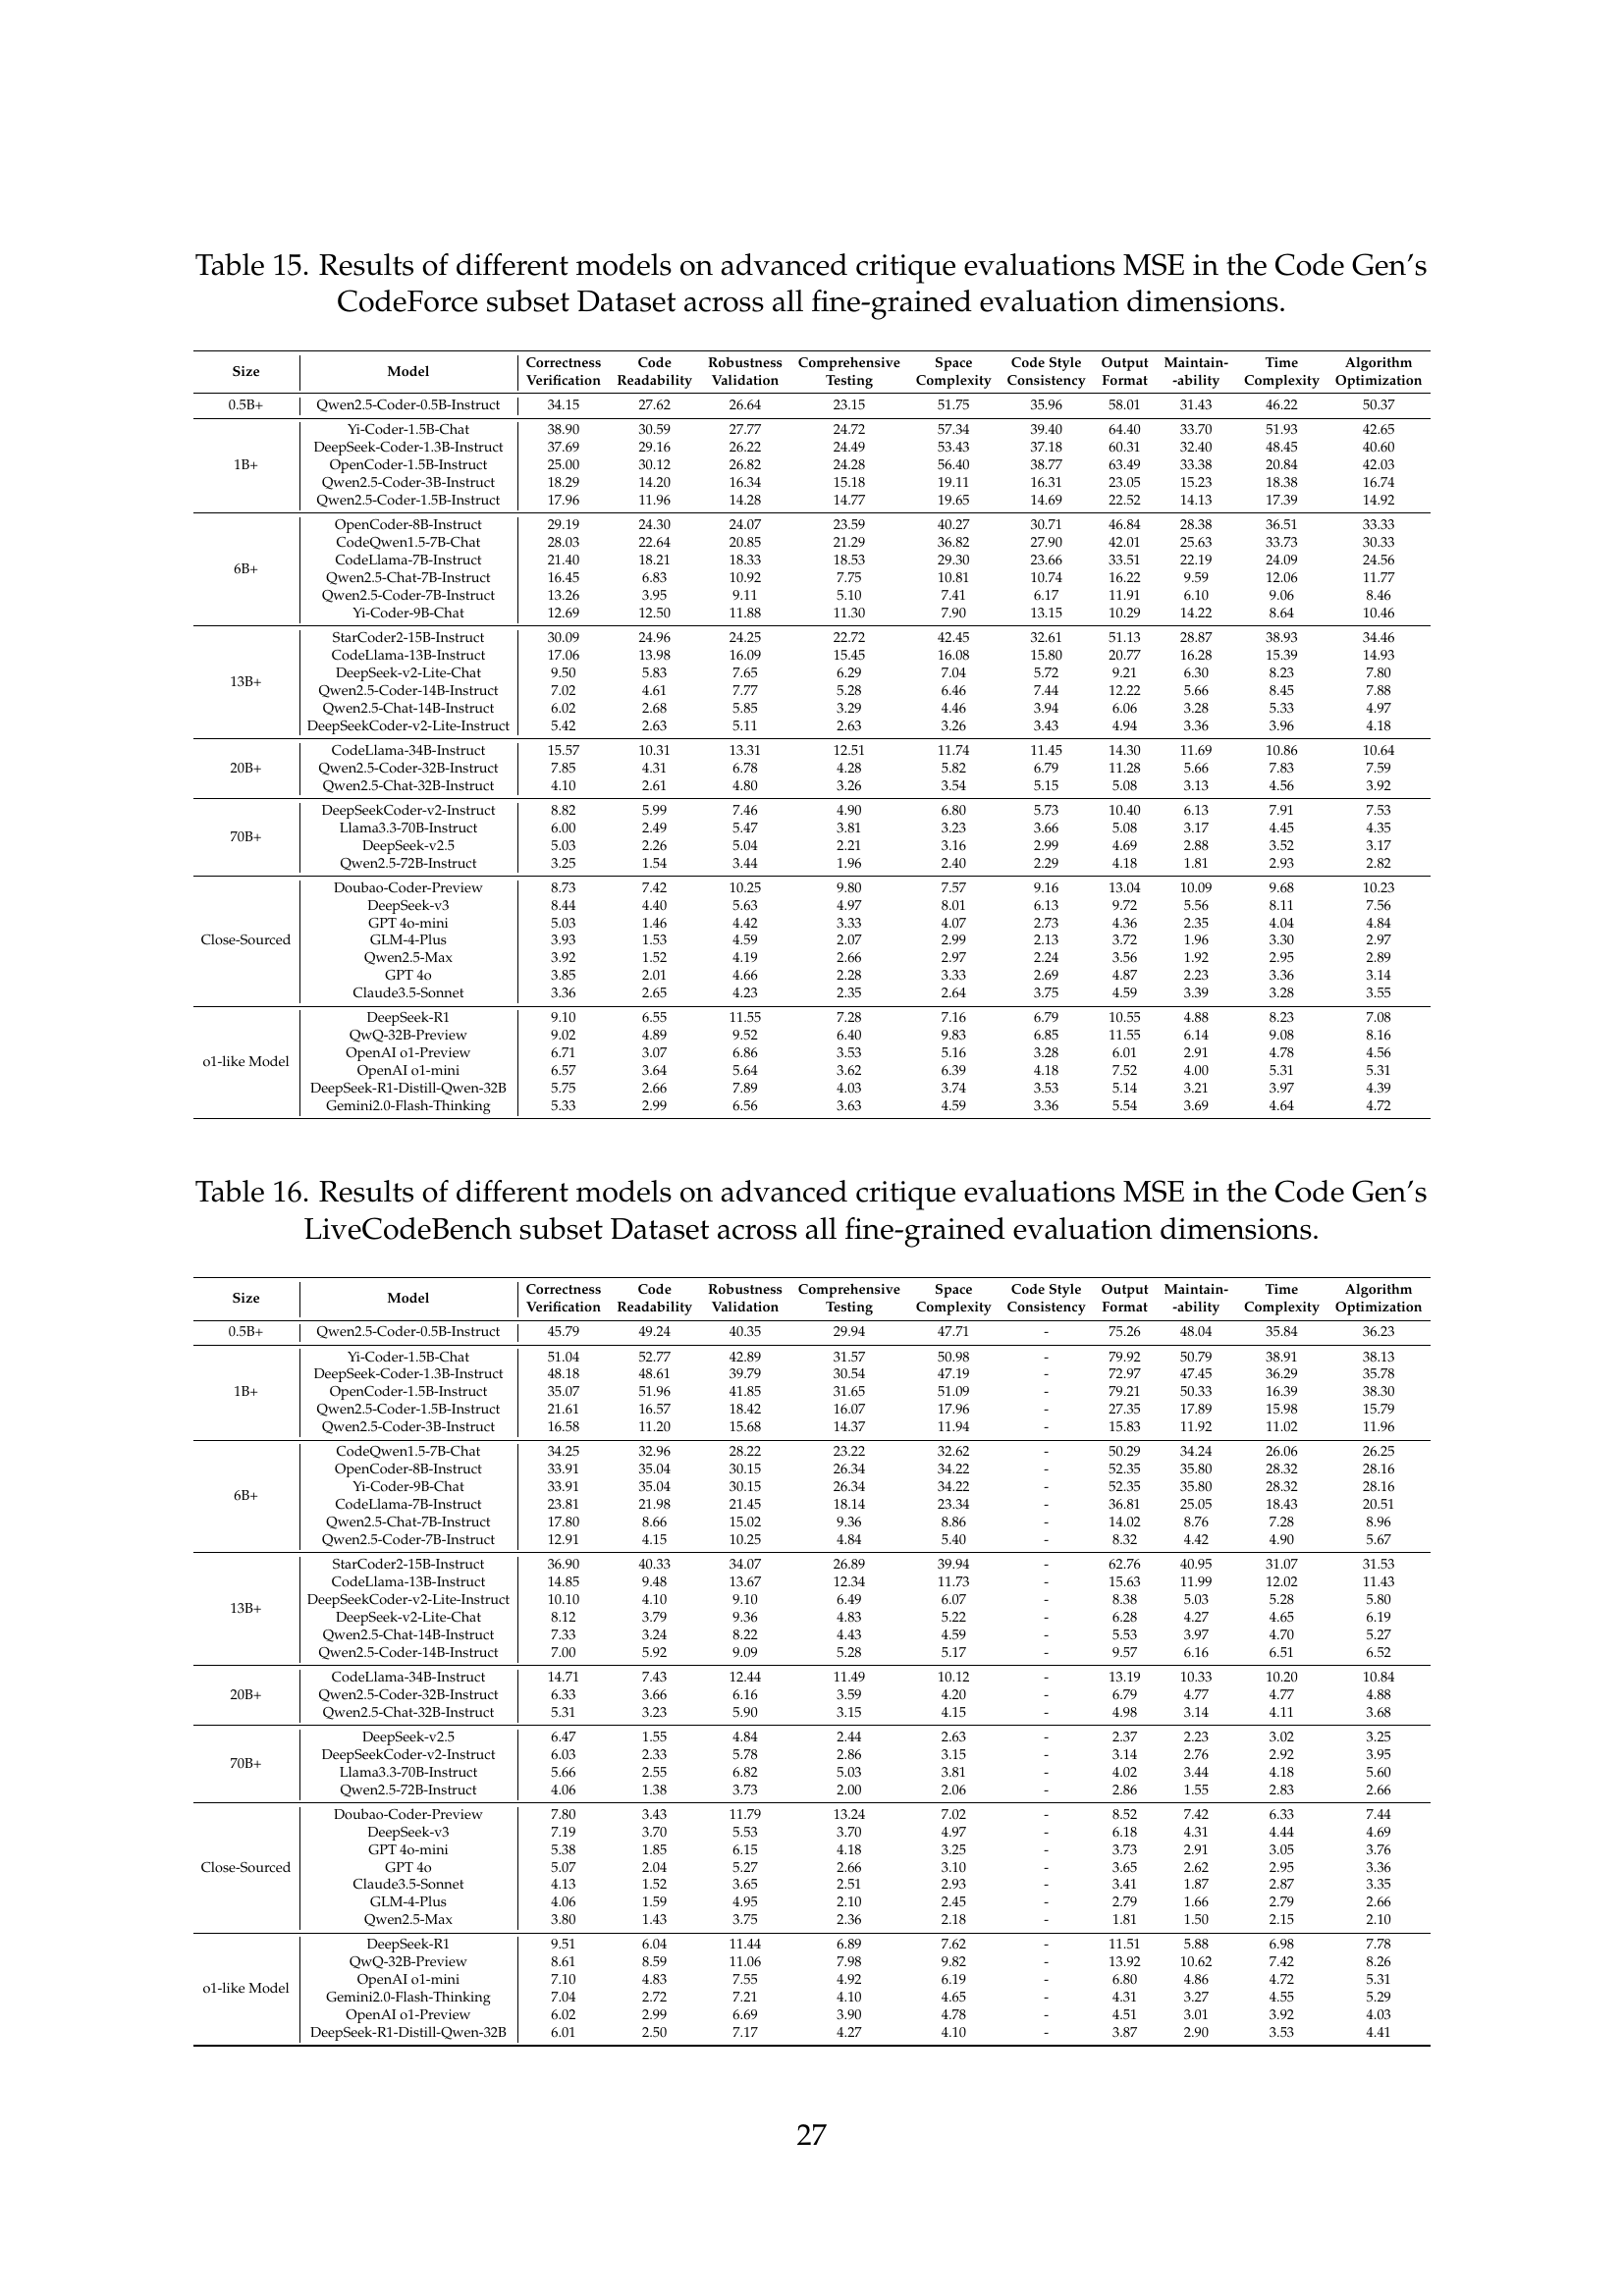 Table 15. Results of different models on advanced critique evaluations MSE in the Code Gen's
CodeForce subset Dataset across all fine-grained evaluation dimensions.
Size Model Correctness Verification Code Readability Robustness Validation Comprehensive Testing Space Complexity Code Style Consistency Output Format Maintain- -ability Time Complexity Algorithm Optimization
0.5B+ Qwen2.5-Coder-0.5B-Instruct 34.15 27.62 26.64 23.15 51.75 35.96 58.01 31.43 46.22 50.37
1B+
Yi-Coder-1.5B-Chat 38.90 30.59 27.77 24.72 57.34 39.40 64.40 33.70 51.93 42.65
DeepSeek-Coder-1.3B-Instruct 37.69 29.16 26.22 24.49 53.43 37.18 60.31 32.40 48.45 40.60
OpenCoder-1.5B-Instruct 25.00 30.12 26.82 24.28 56.40 38.77 63.49 33.38 20.84 42.03
Qwen2.5-Coder-3B-Instruct 18.29 14.20 16.34 15.18 19.11 16.31 23.05 15.23 18.38 16.74
Qwen2.5-Coder-1.5B-Instruct 17.96 11.96 14.28 14.77 19.65 14.69 22.52 14.13 17.39 14.92
6B+
OpenCoder-8B-Instruct 29.19 24.30 24.07 23.59 40.27 30.71 46.84 28.38 36.51 33.33
CodeQwen1.5-7B-Chat 28.03 22.64 20.85 21.29 36.82 27.90 42.01 25.63 33.73 30.33
CodeLlama-7B-Instruct 21.40 18.21 18.33 18.53 29.30 23.66 33.51 22.19 24.09 24.56
Qwen2.5-Chat-7B-Instruct 16.45 6.83 10.92 7.75 10.81 10.74 16.22 9.59 12.06 11.77
Qwen2.5-Coder-7B-Instruct 13.26 3.95 9.11 5.10 7.41 6.17 11.91 6.10 9.06 8.46
Yi-Coder-9B-Chat 12.69 12.50 11.88 11.30 7.90 13.15 10.29 14.22 8.64 10.46
13B+
StarCoder2-15B-Instruct 30.09 24.96 24.25 22.72 42.45 32.61 51.13 28.87 38.93 34.46
CodeLlama-13B-Instruct 17.06 13.98 16.09 15.45 16.08 15.80 20.77 16.28 15.39 14.93
DeepSeek-v2-Lite-Chat 9.50 5.83 7.65 6.29 7.04 5.72 9.21 6.30 8.23 7.80
Qwen2.5-Coder-14B-Instruct 7.02 4.61 7.77 5.28 6.46 7.44 12.22 5.66 8.45 7.88
Qwen2.5-Chat-14B-Instruct 6.02 2.68 5.85 3.29 4.46 3.94 6.06 3.28 5.33 4.97
DeepSeekCoder-v2-Lite-Instruct 5.42 2.63 5.11 2.63 3.26 3.43 4.94 3.36 3.96 4.18
20B+
CodeLlama-34B-Instruct 15.57 10.31 13.31 12.51 11.74 11.45 14.30 11.69 10.86 10.64
Qwen2.5-Coder-32B-Instruct 7.85 4.31 6.78 4.28 5.82 6.79 11.28 5.66 7.83 7.59
Qwen2.5-Chat-32B-Instruct 4.10 2.61 4.80 3.26 3.54 5.15 5.08 3.13 4.56 3.92
70B+
DeepSeekCoder-v2-Instruct 8.82 5.99 7.46 4.90 6.80 5.73 10.40 6.13 7.91 7.53
Llama3.3-70B-Instruct 6.00 2.49 5.47 3.81 3.23 3.66 5.08 3.17 4.45 4.35
DeepSeek-v2.5 5.03 2.26 5.04 2.21 3.16 2.99 4.69 2.88 3.52 3.17
Qwen2.5-72B-Instruct 3.25 1.54 3.44 1.96 2.40 2.29 4.18 1.81 2.93 2.82
Close-Sourced
Doubao-Coder-Preview 8.73 7.42 10.25 9.80 7.57 9.16 13.04 10.09 9.68 10.23
DeepSeek-v3 8.44 4.40 5.63 4.97 8.01 6.13 9.72 5.56 8.11 7.56
GPT 4o-mini 5.03 1.46 4.42 3.33 4.07 2.73 4.36 2.35 4.04 4.84
GLM-4-Plus 3.93 1.53 4.59 2.07 2.99 2.13 3.72 1.96 3.30 2.97
Qwen2.5-Max 3.92 1.52 4.19 2.66 2.97 2.24 3.56 1.92 2.95 2.89
GPT 4o 3.85 2.01 4.66 2.28 3.33 2.69 4.87 2.23 3.36 3.14
Claude3.5-Sonnet 3.36 2.65 4.23 2.35 2.64 3.75 4.59 3.39 3.28 3.55
o1-like Model
DeepSeek-R1 9.10 6.55 11.55 7.28 7.16 6.79 10.55 4.88 8.23 7.08
QwQ-32B-Preview 9.02 4.89 9.52 6.40 9.83 6.85 11.55 6.14 9.08 8.16
OpenAI o1-Preview 6.71 3.07 6.86 3.53 5.16 3.28 6.01 2.91 4.78 4.56
OpenAI o1-mini 6.57 3.64 5.64 3.62 6.39 4.18 7.52 4.00 5.31 5.31
DeepSeek-R1-Distill-Qwen-32B 5.75 2.66 7.89 4.03 3.74 3.53 5.14 3.21 3.97 4.39
Gemini2.0-Flash-Thinking 5.33 2.99 6.56 3.63 4.59 3.36 5.54 3.69 4.64 4.72
Table 16. Results of different models on advanced critique evaluations MSE in the Code Gen's
LiveCodeBench subset Dataset across all fine-grained evaluation dimensions.
Size Model Correctness Verification Code Readability Robustness Validation Comprehensive Testing Space Complexity Code Style Consistency Output Format Maintain- -ability Time Complexity Algorithm Optimization
0.5B+ Qwen2.5-Coder-0.5B-Instruct 45.79 49.24 40.35 29.94 47.71 - 75.26 48.04 35.84 36.23
1B+
Yi-Coder-1.5B-Chat 51.04 52.77 42.89 31.57 50.98 - 79.92 50.79 38.91 38.13
DeepSeek-Coder-1.3B-Instruct 48.18 48.61 39.79 30.54 47.19 - 72.97 47.45 36.29 35.78
OpenCoder-1.5B-Instruct 35.07 51.96 41.85 31.65 51.09 - 79.21 50.33 16.39 38.30
Qwen2.5-Coder-1.5B-Instruct 21.61 16.57 18.42 16.07 17.96 - 27.35 17.89 15.98 15.79
Qwen2.5-Coder-3B-Instruct 16.58 11.20 15.68 14.37 11.94 - 15.83 11.92 11.02 11.96
6B+
CodeQwen1.5-7B-Chat 34.25 32.96 28.22 23.22 32.62 - 50.29 34.24 26.06 26.25
OpenCoder-8B-Instruct 33.91 35.04 30.15 26.34 34.22 - 52.35 35.80 28.32 28.16
Yi-Coder-9B-Chat 33.91 35.04 30.15 26.34 34.22 - 52.35 35.80 28.32 28.16
CodeLlama-7B-Instruct 23.81 21.98 21.45 18.14 23.34 - 36.81 25.05 18.43 20.51
Qwen2.5-Chat-7B-Instruct 17.80 8.66 15.02 9.36 8.86 - 14.02 8.76 7.28 8.96
Qwen2.5-Coder-7B-Instruct 12.91 4.15 10.25 4.84 5.40 - 8.32 4.42 4.90 5.67
13B+
StarCoder2-15B-Instruct 36.90 40.33 34.07 26.89 39.94 - 62.76 40.95 31.07 31.53
CodeLlama-13B-Instruct 14.85 9.48 13.67 12.34 11.73 - 15.63 11.99 12.02 11.43
DeepSeekCoder-v2-Lite-Instruct 10.10 4.10 9.10 6.49 6.07 - 8.38 5.03 5.28 5.80
DeepSeek-v2-Lite-Chat 8.12 3.79 9.36 4.83 5.22 - 6.28 4.27 4.65 6.19
Qwen2.5-Chat-14B-Instruct 7.33 3.24 8.22 4.43 4.59 - 5.53 3.97 4.70 5.27
Qwen2.5-Coder-14B-Instruct 7.00 5.92 9.09 5.28 5.17 - 9.57 6.16 6.51 6.52
20B+
CodeLlama-34B-Instruct 14.71 7.43 12.44 11.49 10.12 - 13.19 10.33 10.20 10.84
Qwen2.5-Coder-32B-Instruct 6.33 3.66 6.16 3.59 4.20 - 6.79 4.77 4.77 4.88
Qwen2.5-Chat-32B-Instruct 5.31 3.23 5.90 3.15 4.15 - 4.98 3.14 4.11 3.68
70B+
DeepSeek-v2.5 6.47 1.55 4.84 2.44 2.63 - 2.37 2.23 3.02 3.25
DeepSeekCoder-v2-Instruct 6.03 2.33 5.78 2.86 3.15 - 3.14 2.76 2.92 3.95
Llama3.3-70B-Instruct 5.66 2.55 6.82 5.03 3.81 - 4.02 3.44 4.18 5.60
Qwen2.5-72B-Instruct 4.06 1.38 3.73 2.00 2.06 - 2.86 1.55 2.83 2.66
Close-Sourced
Doubao-Coder-Preview 7.80 3.43 11.79 13.24 7.02 - 8.52 7.42 6.33 7.44
DeepSeek-v3 7.19 3.70 5.53 3.70 4.97 - 6.18 4.31 4.44 4.69
GPT 4o-mini 5.38 1.85 6.15 4.18 3.25 - 3.73 2.91 3.05 3.76
GPT 4o 5.07 2.04 5.27 2.66 3.10 - 3.65 2.62 2.95 3.36
Claude3.5-Sonnet 4.13 1.52 3.65 2.51 2.93 - 3.41 1.87 2.87 3.35
GLM-4-Plus 4.06 1.59 4.95 2.10 2.45 - 2.79 1.66 2.79 2.66
Qwen2.5-Max 3.80 1.43 3.75 2.36 2.18 - 1.81 1.50 2.15 2.10
o1-like Model
DeepSeek-R1 9.51 6.04 11.44 6.89 7.62 - 11.51 5.88 6.98 7.78
QwQ-32B-Preview 8.61 8.59 11.06 7.98 9.82 - 13.92 10.62 7.42 8.26
OpenAI o1-mini 7.10 4.83 7.55 4.92 6.19 - 6.80 4.86 4.72 5.31
Gemini2.0-Flash-Thinking 7.04 2.72 7.21 4.10 4.65 - 4.31 3.27 4.55 5.29
OpenAI o1-Preview 6.02 2.99 6.69 3.90 4.78 - 4.51 3.01 3.92 4.03
DeepSeek-R1-Distill-Qwen-32B 6.01 2.50 7.17 4.27 4.10 - 3.87 2.90 3.53 4.41
27